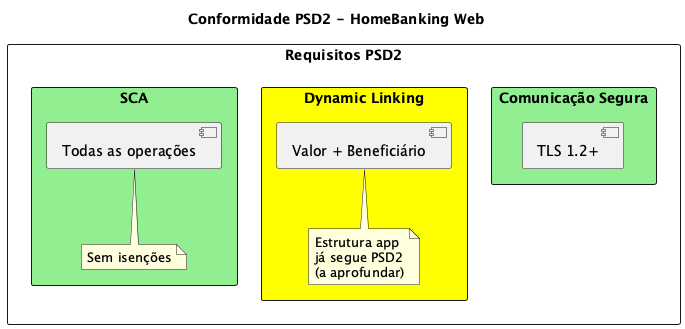 Conformidade PSD2 - HomeBanking Web
Requisitos PSD2
SCA
Todas as operações
Sem isenções
Dynamic Linking
Valor + Beneficiário
Estrutura app
já segue PSD2
(a aprofundar)
Comunicação Segura
TLS 1.2+